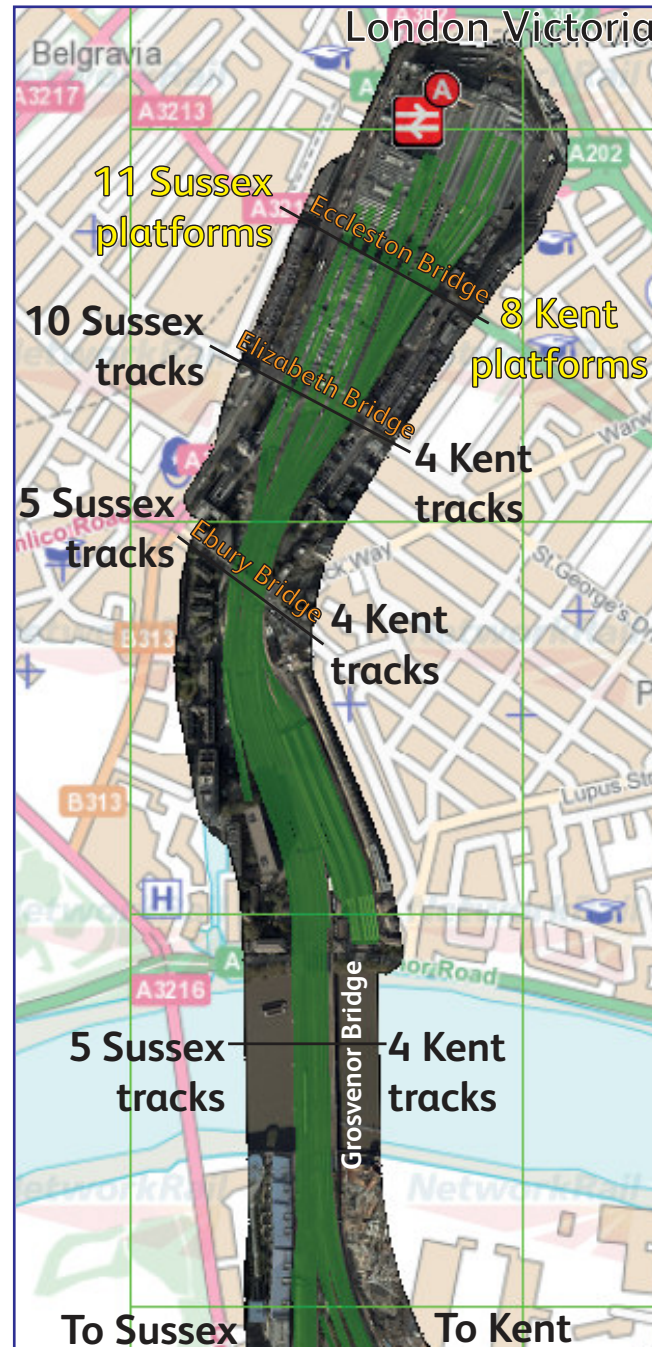 London Victoria
Belgravia
A3217
A3213
A
A202
11 Sussex
platforms
Eccleston Bridge
8 Kent
platforms
10 Sussex
tracks
Elizabeth Bridge
4 Kent
tracks
5 Sussex
tracks
Ebury Bridge
4 Kent
tracks
St.George's
B313
B313
Lupus
H
A3216
Road
NetworkRail
5 Sussex
tracks
Grosvenor Bridge
4 Kent
tracks
NetworkRail
To Sussex
To Kent